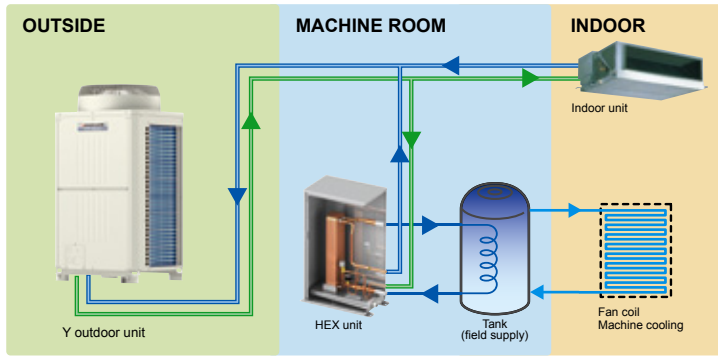 OUTSIDE
MACHINE ROOM
INDOOR
Indoor unit
Y outdoor unit
HEX unit
Tank
(field supply)
Fan coil
Machine cooling